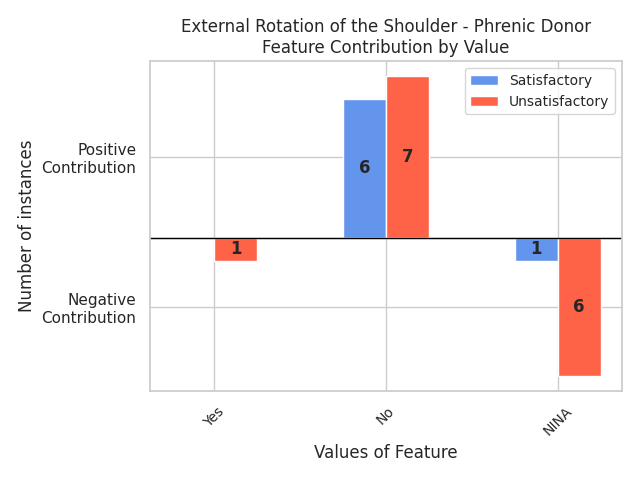 External Rotation of the Shoulder - Phrenic Donor
Feature Contribution by Value
Satisfactory
Unsatisfactory
Number of instances
Positive
Contribution
Negative
Contribution
6
7
1
1
6
Yes
No
NINA
Values of Feature